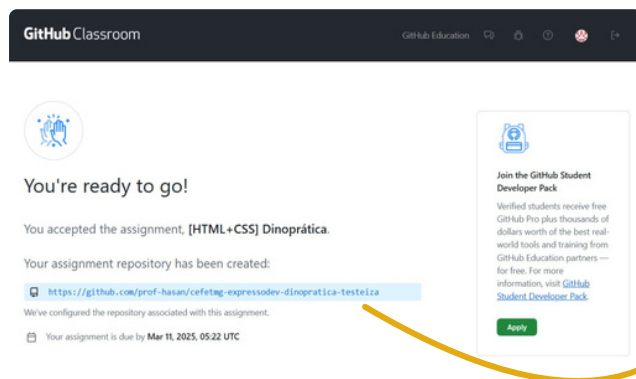 GitHub Classroom
GitHub Education
You're ready to go!
You accepted the assignment, [HTML+CSS] Dinoprática.
Your assignment repository has been created:
https://github.com/prof-hasan/cefetmg-expressodev-dinopratica-testeiza
We've configured the repository associated with this assignment.
Your assignment is due by Mar 11, 2025, 05:22 UTC
Join the GitHub Student
Developer Pack
Verified students receive free
GitHub Pro plus thousands of
dollars worth of the best real-
world tools and training from
GitHub Education partners —
for free. For more
information, visit GitHub
Student Developer Pack.
Apply